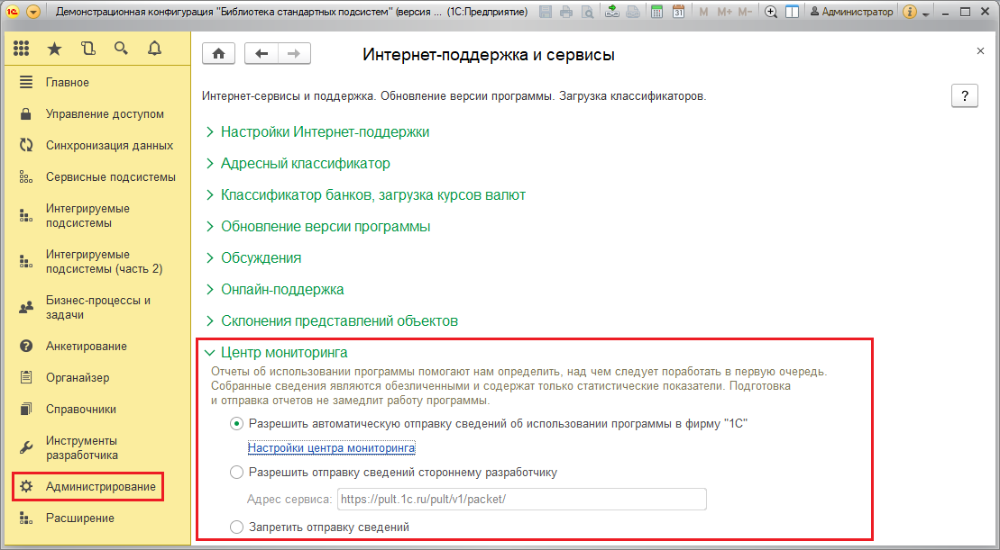 Демонстрационная конфигурация "Библиотека стандартных подсистем" (версия ... (1С:Предприятие)
31
M M+ M-
Администратор
Главное
Управление доступом
Синхронизация данных
Сервисные подсистемы
Интегрируемые
подсистемы
Интегрируемые
подсистемы (часть 2)
Бизнес-процессы и
задачи
Анкетирование
Органайзер
Справочники
Инструменты
разработчика
Администрирование
Расширение
Интернет-поддержка и сервисы
Интернет-сервисы и поддержка. Обновление версии программы. Загрузка классификаторов.
?
Настройки Интернет-поддержки
Адресный классификатор
Классификатор банков, загрузка курсов валют
Обновление версии программы
Обсуждения
Онлайн-поддержка
Склонения представлений объектов
Центр мониторинга
Отчеты об использовании программы помогают нам определить, над чем следует поработать в первую очередь.
Собранные сведения являются обезличенными и содержат только статистические показатели. Подготовка
и отправка отчетов не замедлит работу программы.
Разрешить автоматическую отправку сведений об использовании программы в фирму "1С"
Настройки центра мониторинга
Разрешить отправку сведений стороннему разработчику
Адрес сервиса: https://pult.1c.ru/pult/v1/packet/
Запретить отправку сведений